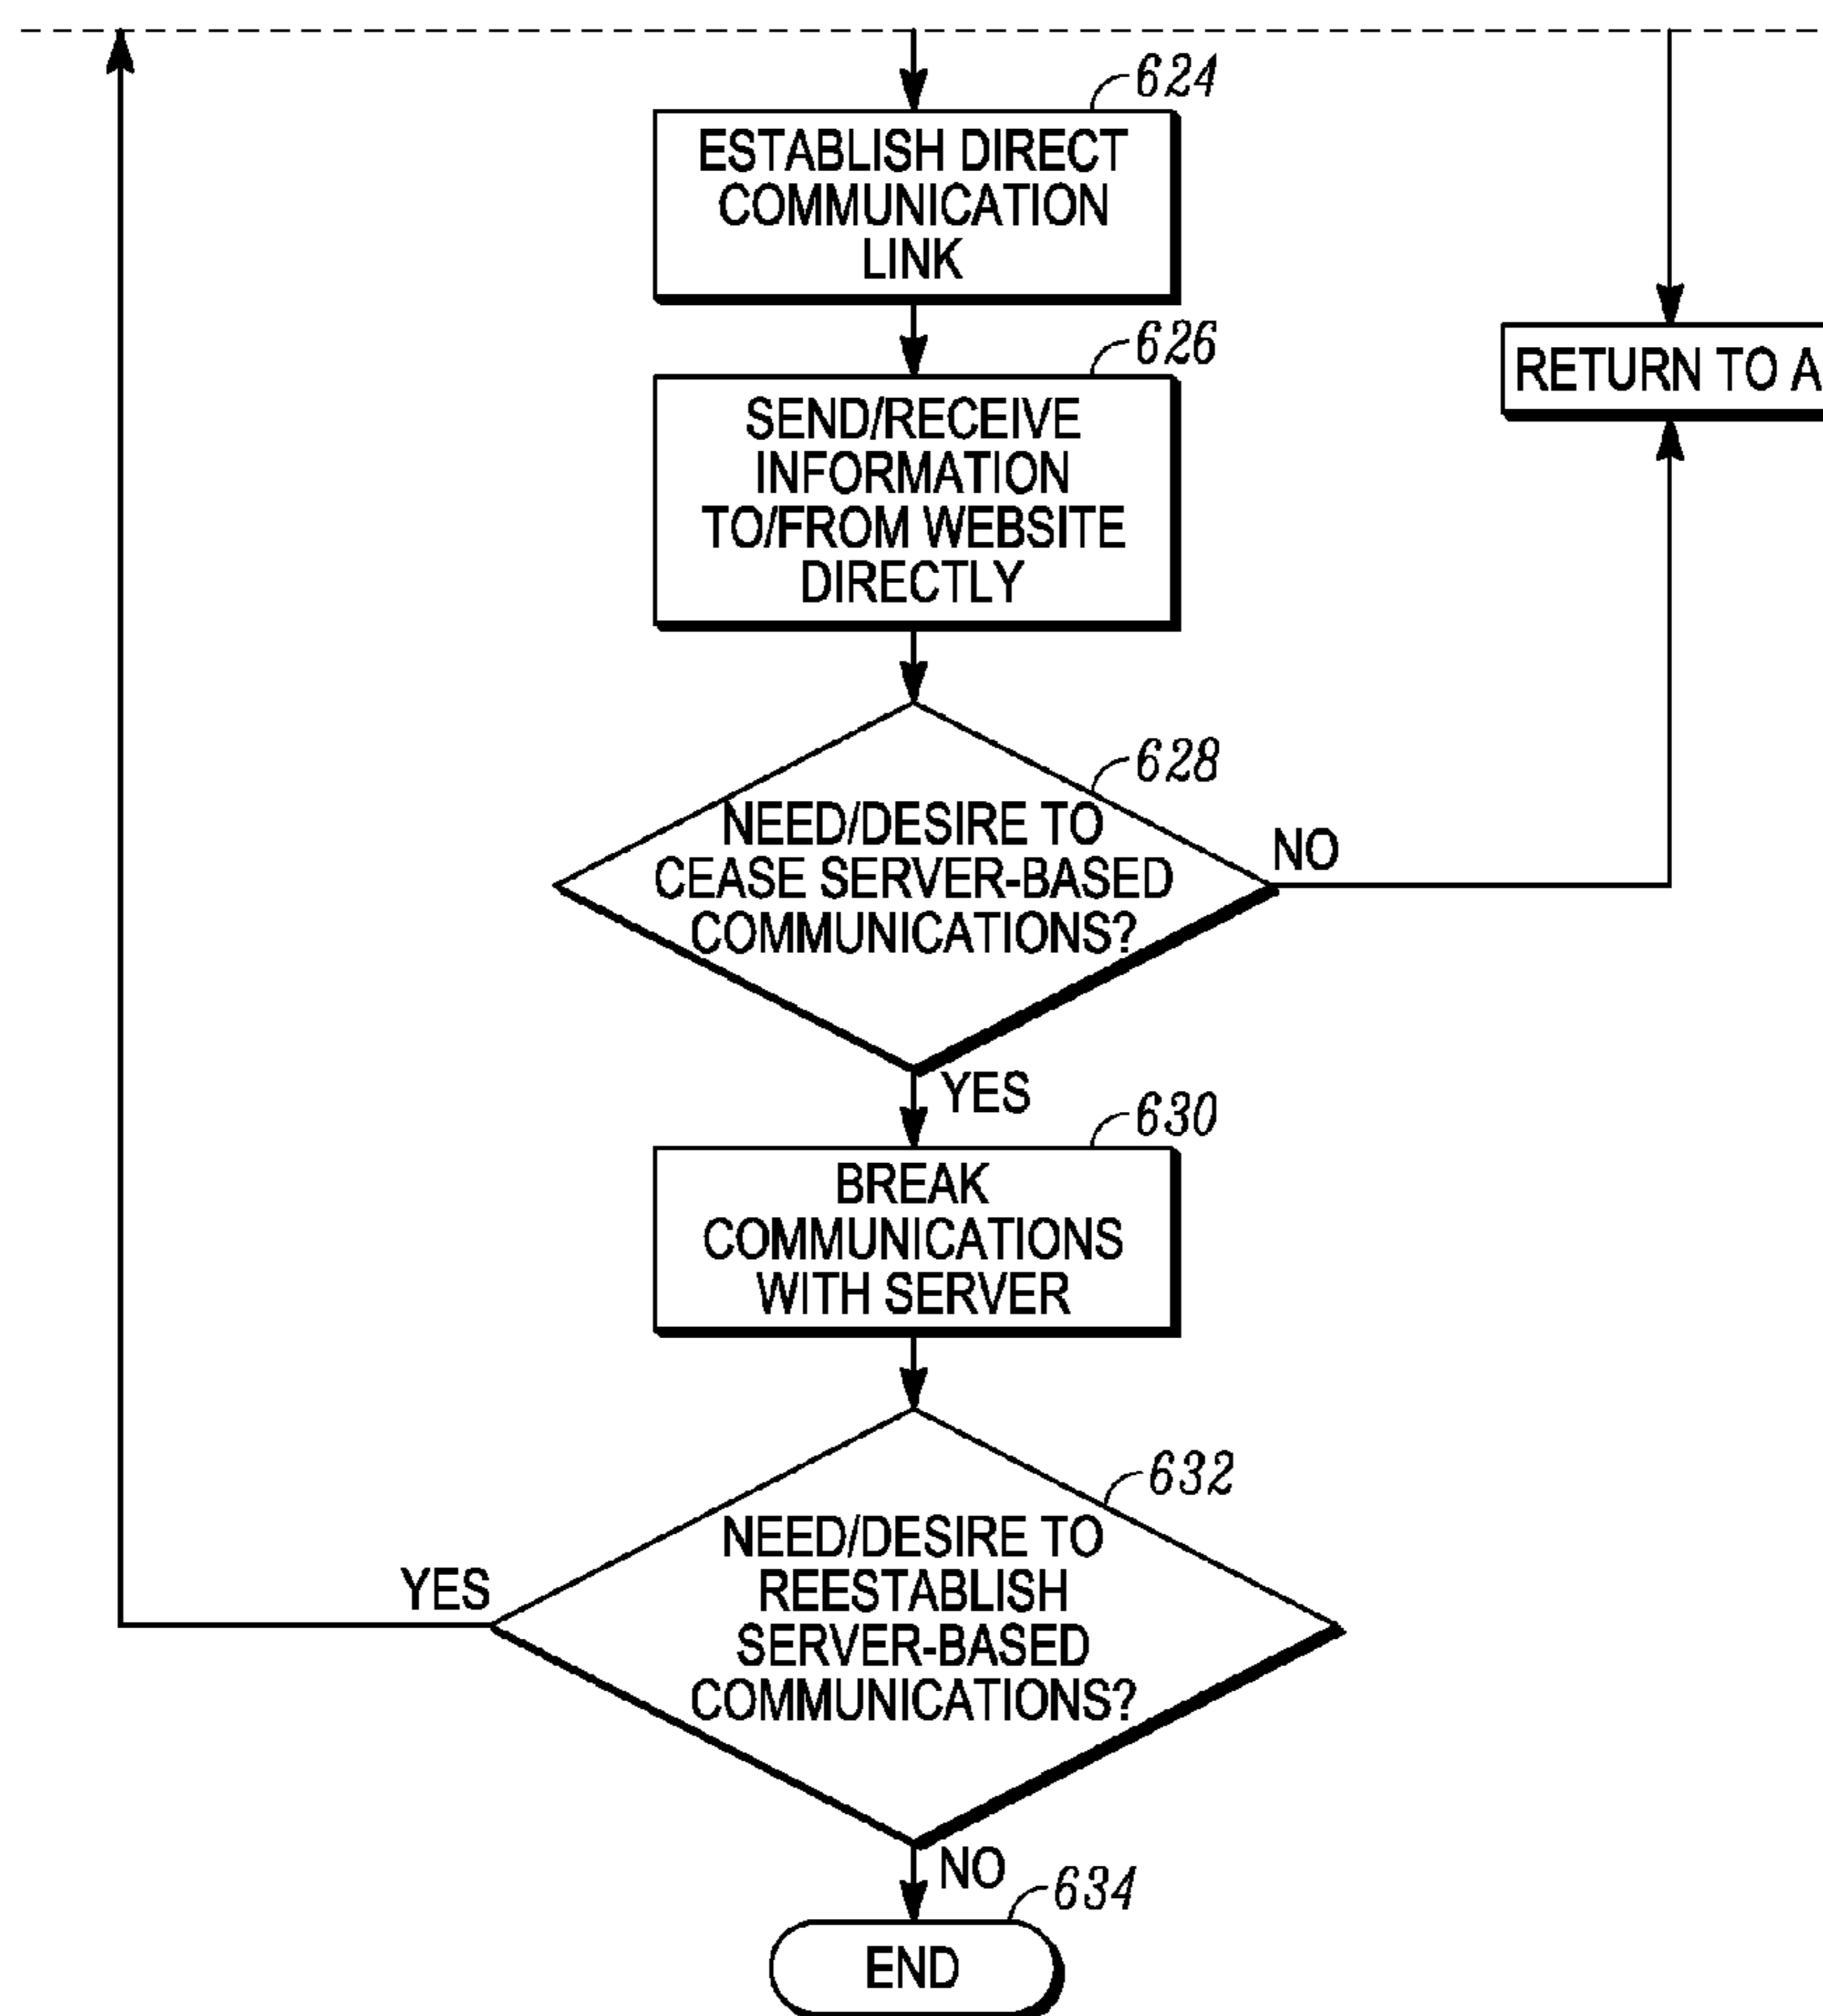 624
ESTABLISH DIRECT
COMMUNICATION
LINK
626
SEND/RECEIVE
INFORMATION
TO/FROM WEBSITE
DIRECTLY
RETURN TO A
628
NEED/DESIRE TO
CEASE SERVER-BASED
COMMUNICATIONS?
NO
YES
630
BREAK
COMMUNICATIONS
WITH SERVER
632
NEED/DESIRE TO
REESTABLISH
SERVER-BASED
COMMUNICATIONS?
YES
NO
634
END